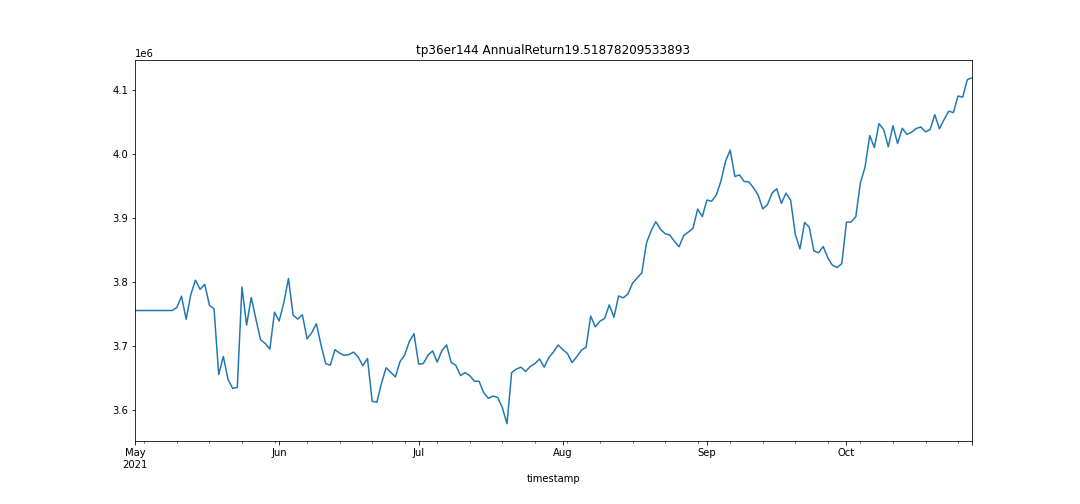 tp36er144 AnnualReturn19.51878209533893
1e6
4.1
4.0
3.9
3.8
3.7
3.6
May Jun Jul Aug Sep Oct
2021
timestamp